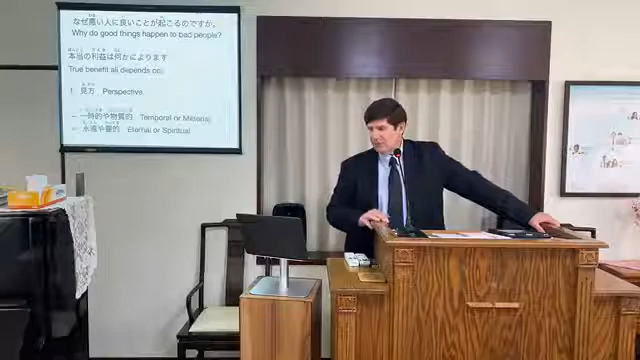 なぜ悪い人に良いことが起こるのですか。
Why do good things happen to bad people?
本当の利益は何かによります
True benefit all depends on:
1 見方 Perspective
– 一時的や物質的 Temporal or Material
永遠や霊的 Eternal or Spiritual